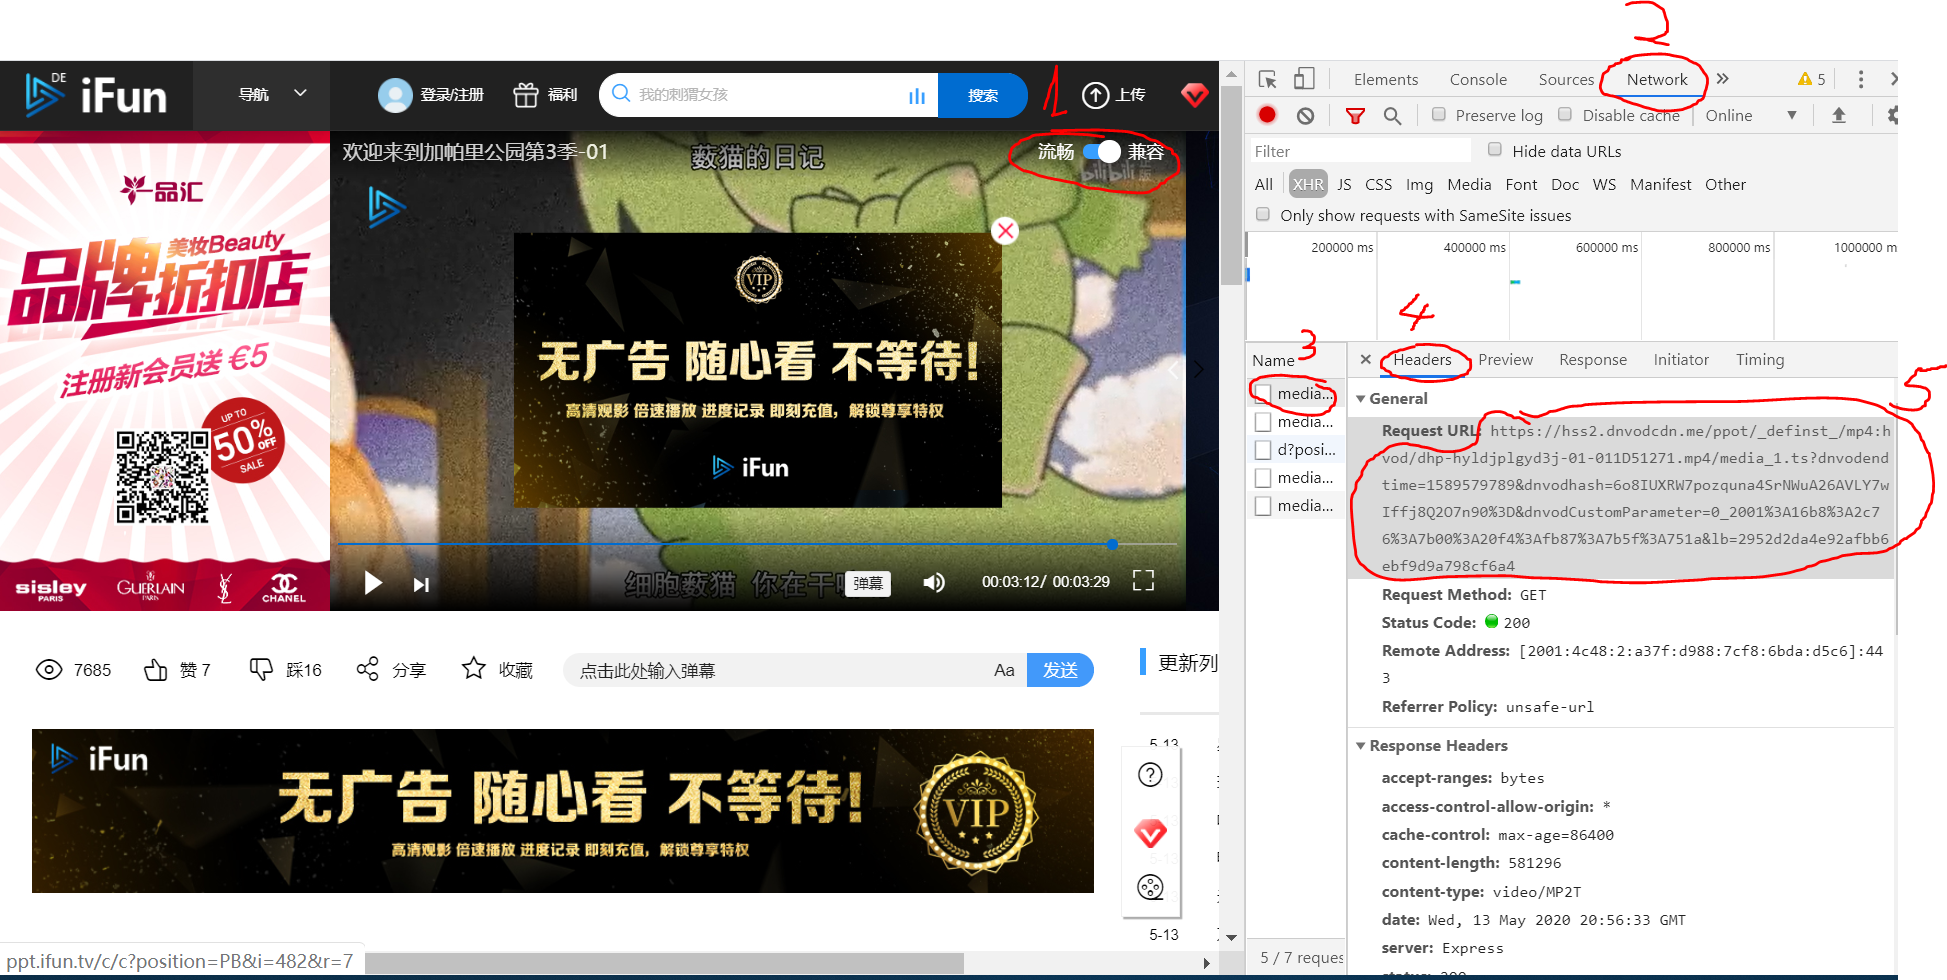 2
DE
iFun
导航
登录/注册
福利
我的刺猬女孩
搜索
1
上传
Elements
Console
Sources
Network
5
Preserve log
Disable cache
Online
Filter
Hide data URLs
All
XHR
JS
CSS
Img
Media
Font
Doc
WS
Manifest
Other
Only show requests with SameSite issues
200000 ms
400000 ms
600000 ms
800000 ms
1000000 m
一品汇
美妆Beauty
品牌折扣店
注册新会员送 €5
UP TO
50% OFF
SALE
sisley
PARIS
GUERLAIN
PARIS
YSL
CHANEL
欢迎来到加帕里公园第3季-01
薮猫的日记
流畅
兼容
bilibili
VIP
无广告 随心看 不等待!
高清观影 倍速播放 进度记录 即刻充值，解锁尊享特权
iFun
细胞薮猫 你在干
弹幕
00:03:12/ 00:03:29
3
4
5
Name
media...
media...
d?posi...
media...
media...
Headers
Preview
Response
Initiator
Timing
General
Request URL: https://hss2.dnvodcdn.me/ppot/_definst_/mp4:h
vod/dhp-hyldjplgyd3j-01-011D51271.mp4/media_1.ts?dnvodend
time=1589579789&dnvodhash=6o8IUXRW7pozquna4SrNWuA26AVLY7w
Iffj8Q2O7n90%3D&dnvodCustomParameter=0_2001%3A16b8%3A2c7
6%3A7b00%3A20f4%3Afb87%3A7b5f%3A751a&lb=2952d2da4e92afbb6
ebf9d9a798cf6a4
Request Method: GET
Status Code: 200
Remote Address: [2001:4c48:2:a37f:d988:7cf8:6bda:d5c6]:44
3
Referrer Policy: unsafe-url
Response Headers
accept-ranges: bytes
access-control-allow-origin: *
cache-control: max-age=86400
content-length: 581296
content-type: video/MP2T
date: Wed, 13 May 2020 20:56:33 GMT
server: Express
5 / 7 reques
7685
赞 7
踩16
分享
收藏
点击此处输入弹幕
Aa
发送
更新列
iFun
无广告 随心看 不等待!
高清观影 倍速播放 进度记录 即刻充值，解锁尊享特权
VIP
5-13
5-13
ppt.ifun.tv/c/c?position=PB&i=482&r=7